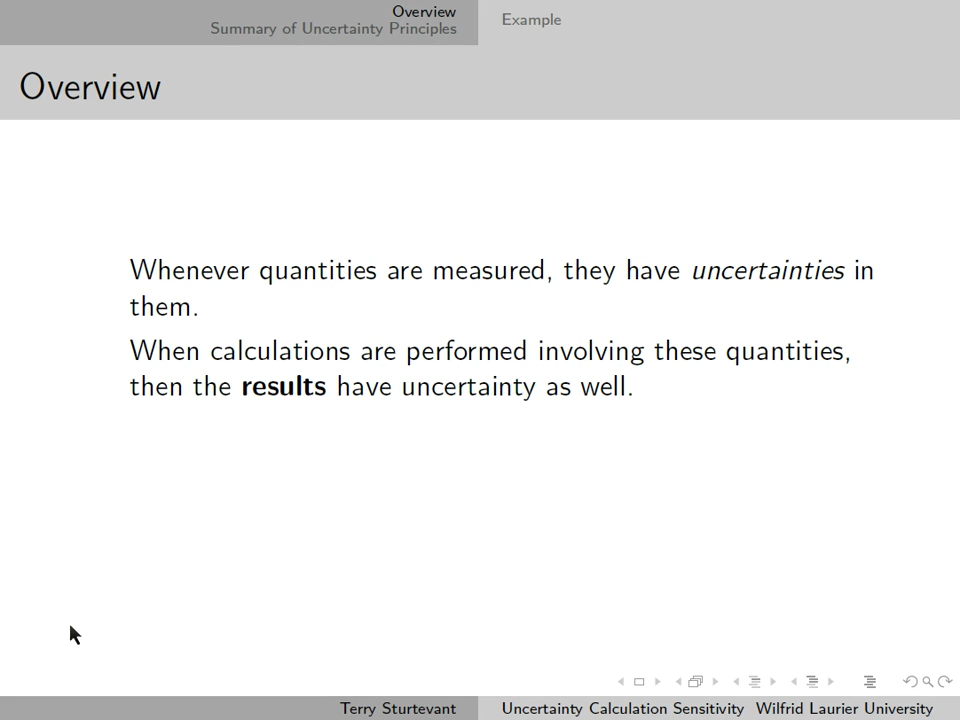 Overview
Summary of Uncertainty Principles
Example
Overview
Whenever quantities are measured, they have uncertainties in
them.
When calculations are performed involving these quantities,
then the results have uncertainty as well.
Terry Sturtevant
Uncertainty Calculation Sensitivity Wilfrid Laurier University